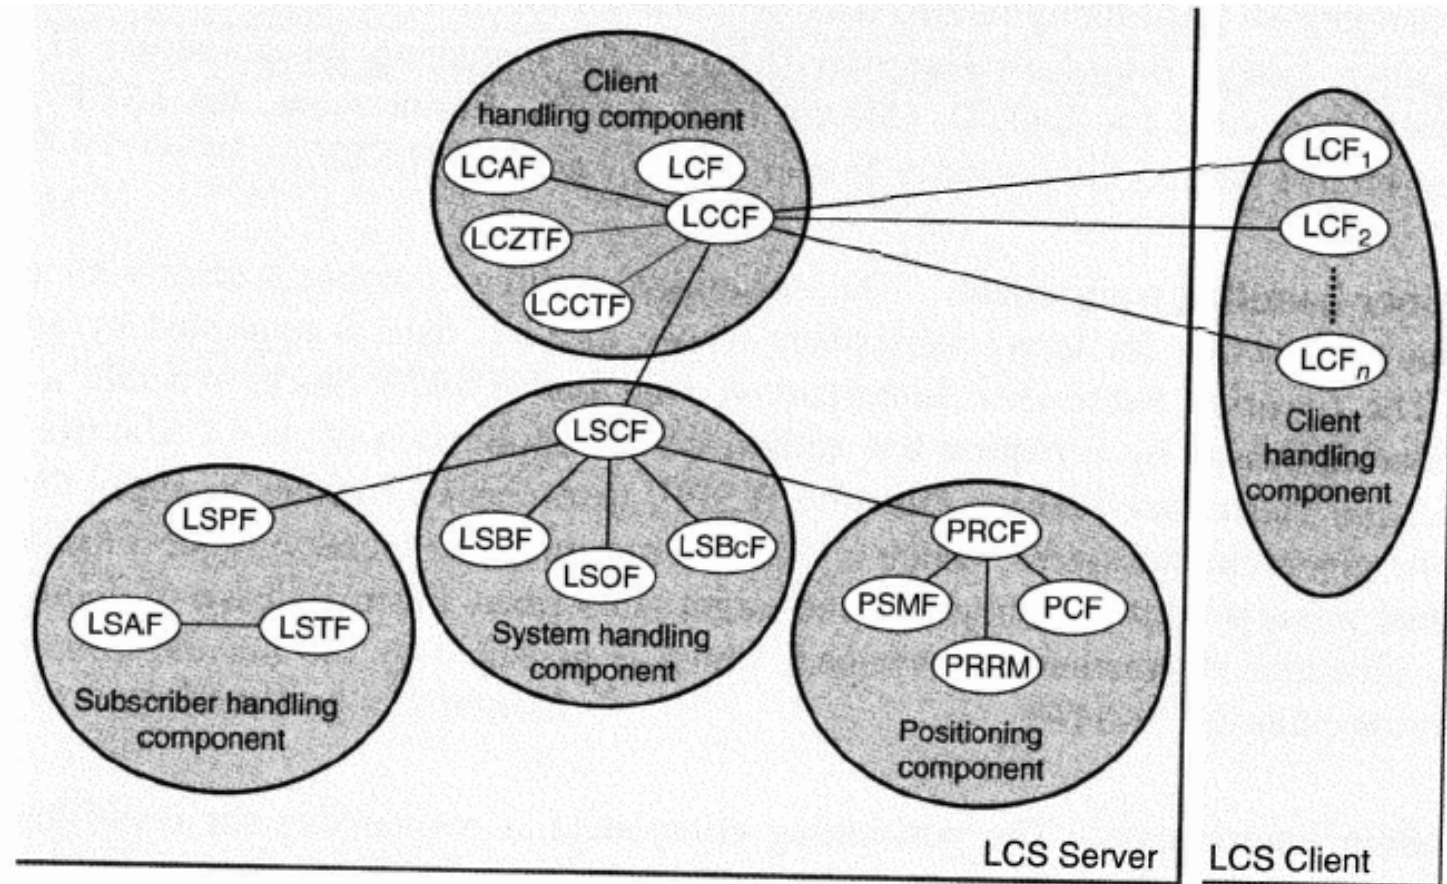 Client
handling component
LCAF
LCF
LCCF
LCZTF
LCCTF
LCF1
LCF2
LCFn
Client
handling
component
LSCF
LSBF
LSOF
LSBcF
System handling
component
LSPF
LSAF
LSTF
Subscriber handling
component
PRCF
PSMF
PCF
PRRM
Positioning
component
LCS Server
LCS Client